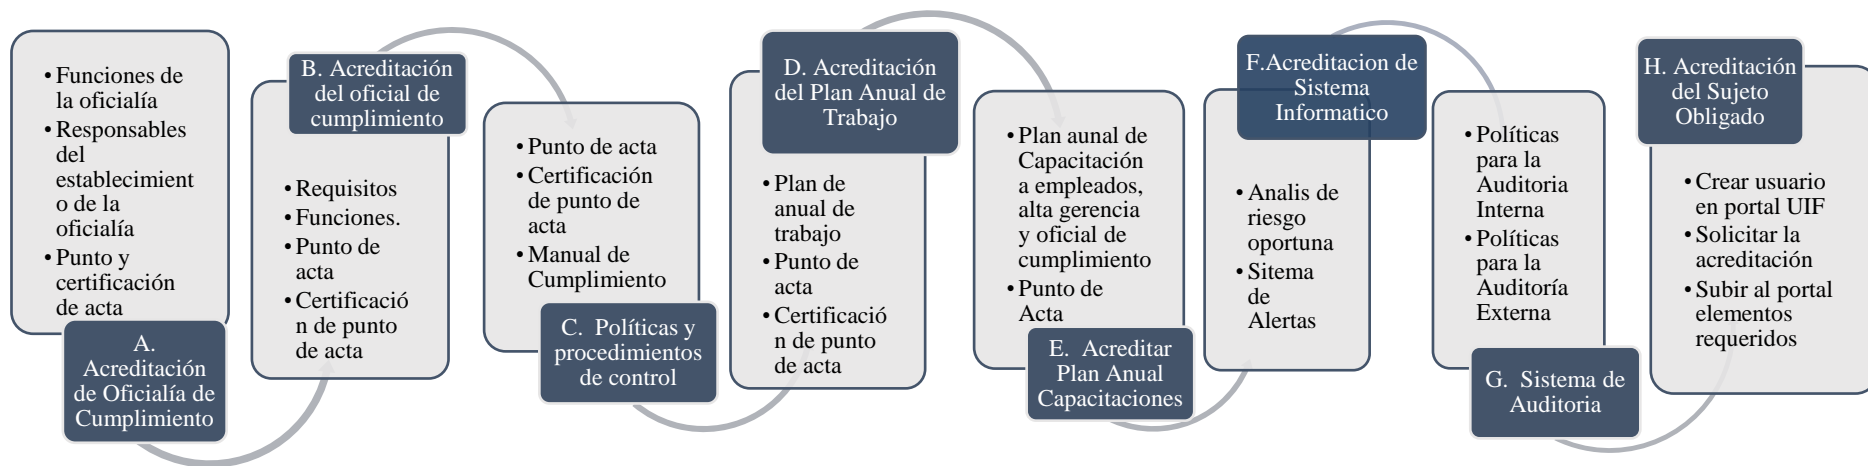 • Funciones de
la oficialía
• Responsables
del
establecimient
o de la
oficialía
• Punto y
certificación
de acta
A.
Acreditación
de Oficialía de
Cumplimiento
B. Acreditación
del oficial de
cumplimiento
• Requisitos
• Funciones.
• Punto de
acta
• Certificació
n de punto
de acta
• Punto de acta
• Certificación
de punto de
acta
• Manual de
Cumplimiento
C. Políticas y
procedimientos
de control
D. Acreditación
del Plan Anual de
Trabajo
• Plan de
anual de
trabajo
• Punto de
acta
• Certificació
n de punto
de acta
• Plan aunal de
Capacitación
a empleados,
alta gerencia
y oficial de
cumplimiento
• Punto de
Acta
E. Acreditar
Plan Anual
Capacitaciones
F.Acreditacion de
Sistema
Informatico
• Analis de
riesgo
oportuna
• Sitema
de
Alertas
• Políticas
para la
Auditoria
Interna
• Políticas
para la
Auditoría
Externa
G. Sistema de
Auditoria
H. Acreditación
del Sujeto
Obligado
• Crear usuario
en portal UIF
• Solicitar la
acreditación
• Subir al portal
elementos
requeridos